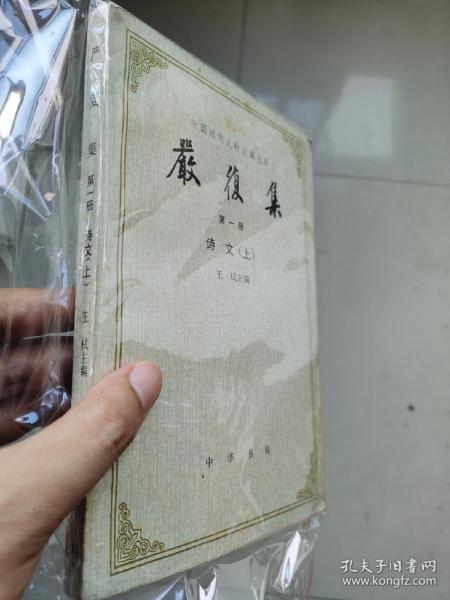 中国近代人物文集丛书
嚴復集
第一册
诗文(上)
王栻主编
中华书局
严复集 第一册 诗文(上) 王栻主编
孔夫子旧书网
www.kongfz.com